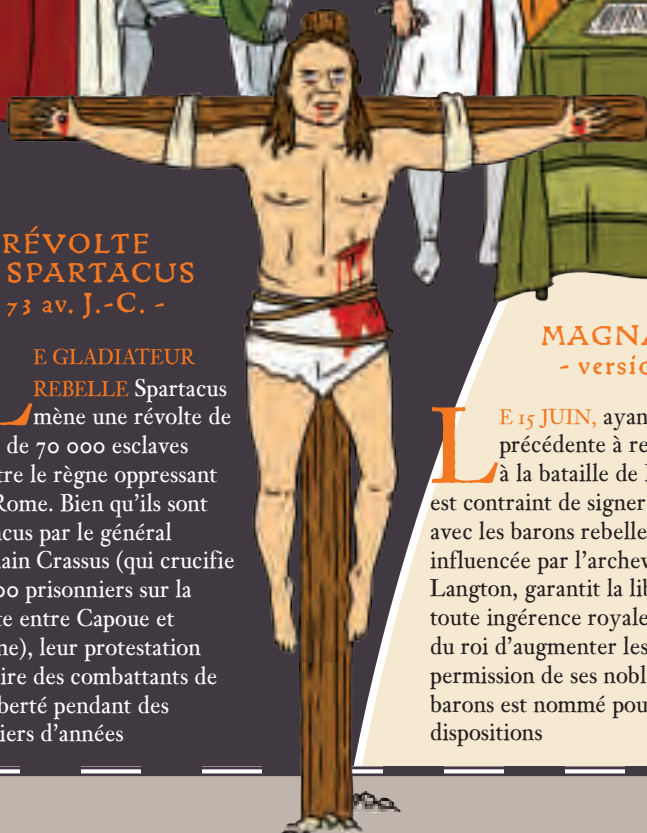 RÉVOLTE
SPARTACUS
73 av. J.-C. -
E GLADIATEUR
REBELLE Spartacus
mène une révolte de
de 70 000 esclaves
tre le règne oppressant
Rome. Bien qu'ils sont
ncus par le général
ain Crassus (qui crucifie
00 prisonniers sur la
te entre Capoue et
ne), leur protestation
ire des combattants de
berté pendant des
iers d'années
MAGNA
- versio
LE 15 JUIN, ayan
précédente à re
à la bataille de
est contraint de signer
avec les barons rebelle
influencée par l'archev
Langton, garantit la lib
toute ingérence royale
du roi d'augmenter les
permission de ses nobl
barons est nommé pou
dispositions